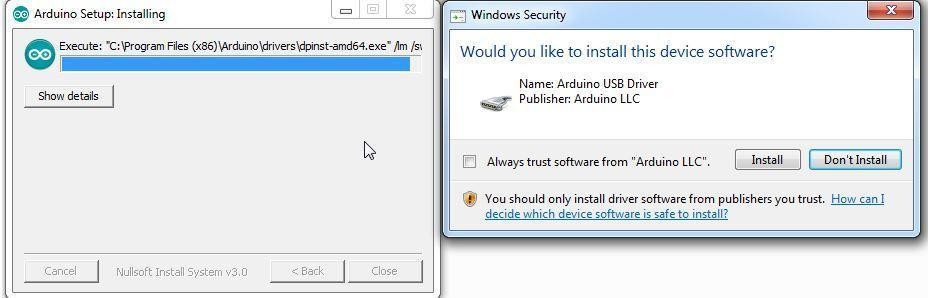 Arduino Setup: Installing
Execute: "C:\Program Files (x86)\Arduino\drivers\dpinst-amd64.exe" /lm /sw
Show details
Cancel
Nullsoft Install System v3.0
< Back
Close
Windows Security
Would you like to install this device software?
Name: Arduino USB Driver
Publisher: Arduino LLC
Always trust software from "Arduino LLC".
Install
Don't Install
You should only install driver software from publishers you trust. How can I
decide which device software is safe to install?